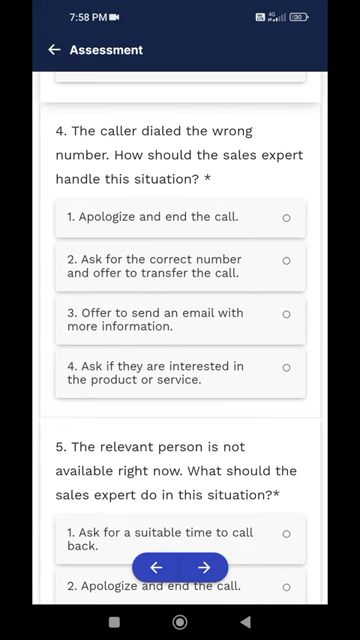 7:58 PM
4G
30
Assessment
4. The caller dialed the wrong
number. How should the sales expert
handle this situation? *
1. Apologize and end the call.
2. Ask for the correct number
and offer to transfer the call.
3. Offer to send an email with
more information.
4. Ask if they are interested in
the product or service.
5. The relevant person is not
available right now. What should the
sales expert do in this situation?*
1. Ask for a suitable time to call
back.
2. Apologize and end the call.